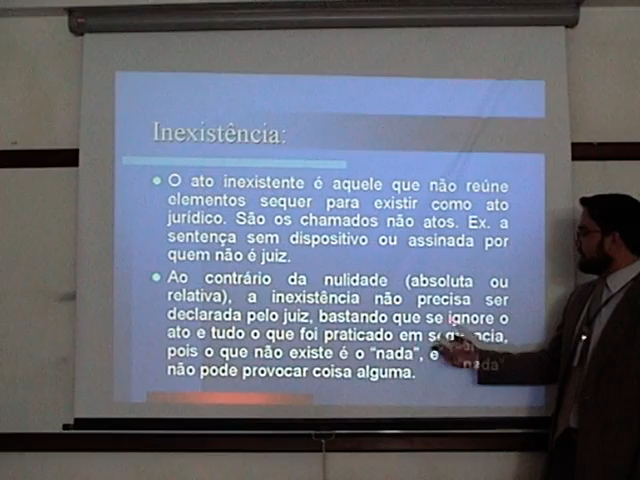 Inexistência:
O ato inexistente é aquele que não reúne
elementos sequer para existir como ato
jurídico. São os chamados não atos. Ex. a
sentença sem dispositivo ou assinada por
quem não é juiz.
Ao contrário da nulidade (absoluta ou
relativa), a inexistência não precisa ser
declarada pelo juiz, bastando que se ignore o
ato e tudo o que foi praticado em
pois o que não existe é o “nada”, e "nada"
não pode provocar coisa alguma.